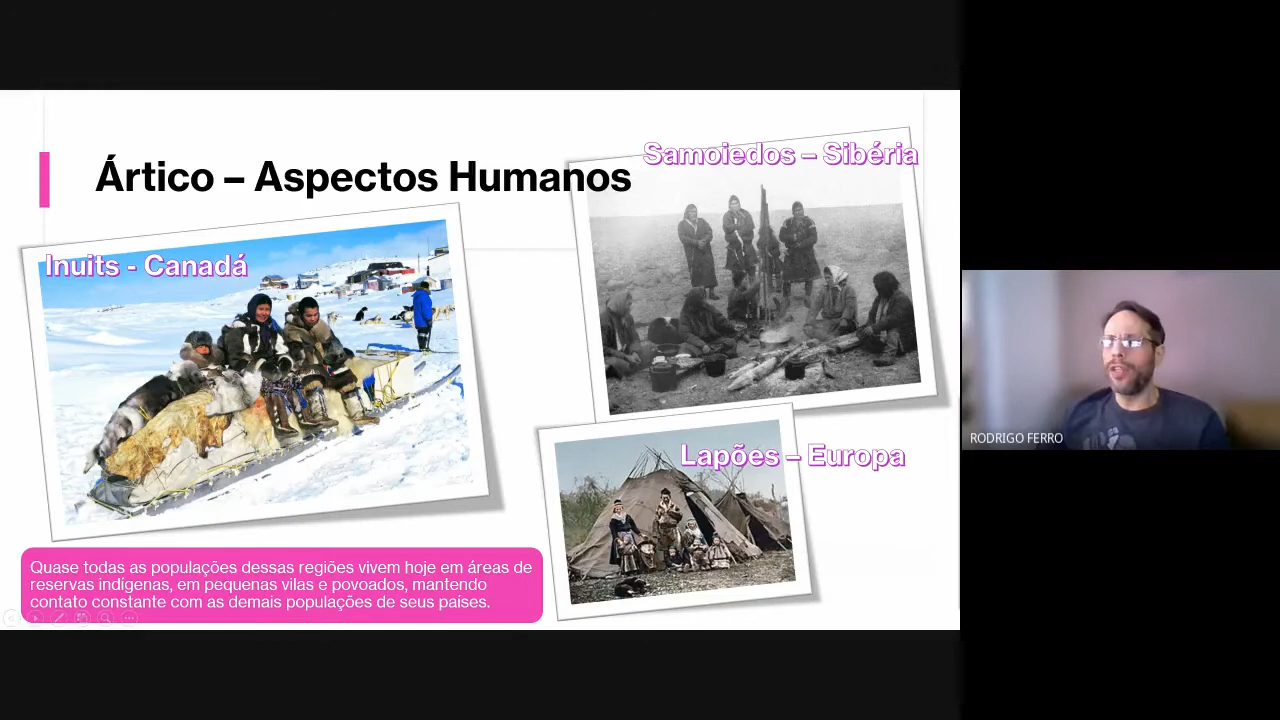 Ártico – Aspectos Humanos
Samoiedos – Sibéria
Inuits - Canadá
Lapões – Europa
Quase todas as populações dessas regiões vivem hoje em áreas de
reservas indígenas, em pequenas vilas e povoados, mantendo
contato constante com as demais populações de seus países.
RODRIGO FERRO